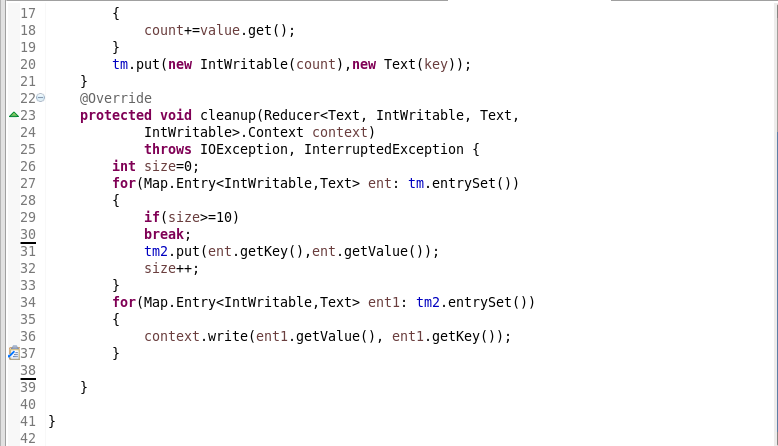 17         {
18             count+=value.get();
19         }
20         tm.put(new IntWritable(count),new Text(key));
21     }
22     @Override
23     protected void cleanup(Reducer<Text, IntWritable, Text,
24             IntWritable>.Context context)
25             throws IOException, InterruptedException {
26         int size=0;
27         for(Map.Entry<IntWritable,Text> ent: tm.entrySet())
28         {
29             if(size>=10)
30             break;
31             tm2.put(ent.getKey(),ent.getValue());
32             size++;
33         }
34         for(Map.Entry<IntWritable,Text> ent1: tm2.entrySet())
35         {
36             context.write(ent1.getValue(), ent1.getKey());
37         }
38
39     }
40
41 }
42